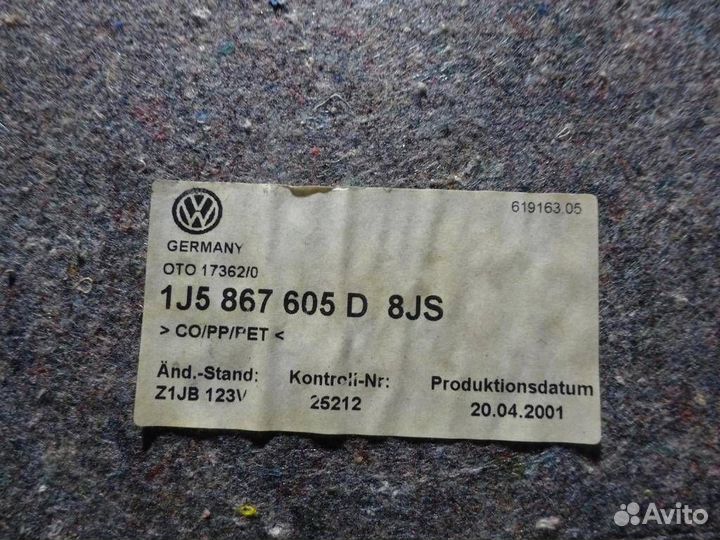 619163.05
GERMANY
OTO 17362/0
1J5 867 605 D 8JS
> CO/PP/PET <
Änd.-Stand: Kontroll-Nr: Produktionsdatum
Z1JB 123V 25212 20.04.2001
Avito